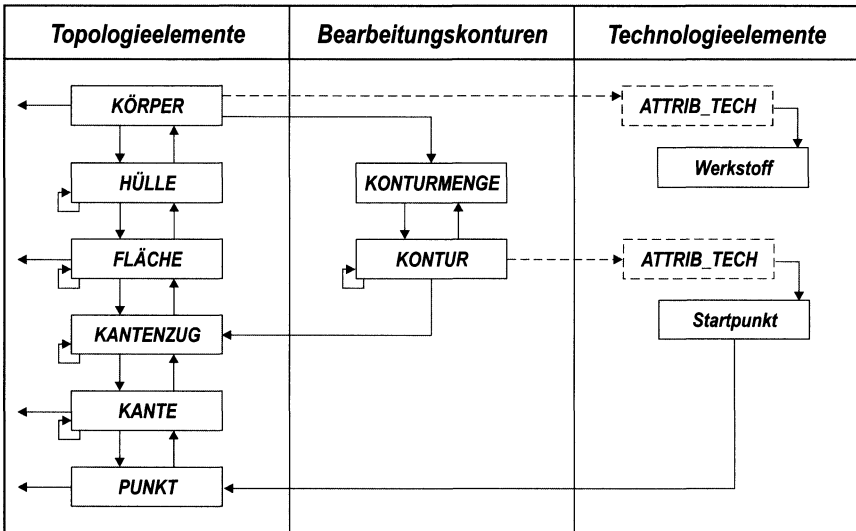 Topologieelemente
Bearbeitungskonturen
Technologieelemente
KÖRPER
ATTRIB_TECH
Werkstoff
HÜLLE
KONTURMENGE
FLÄCHE
KONTUR
ATTRIB_TECH
Startpunkt
KANTENZUG
KANTE
PUNKT